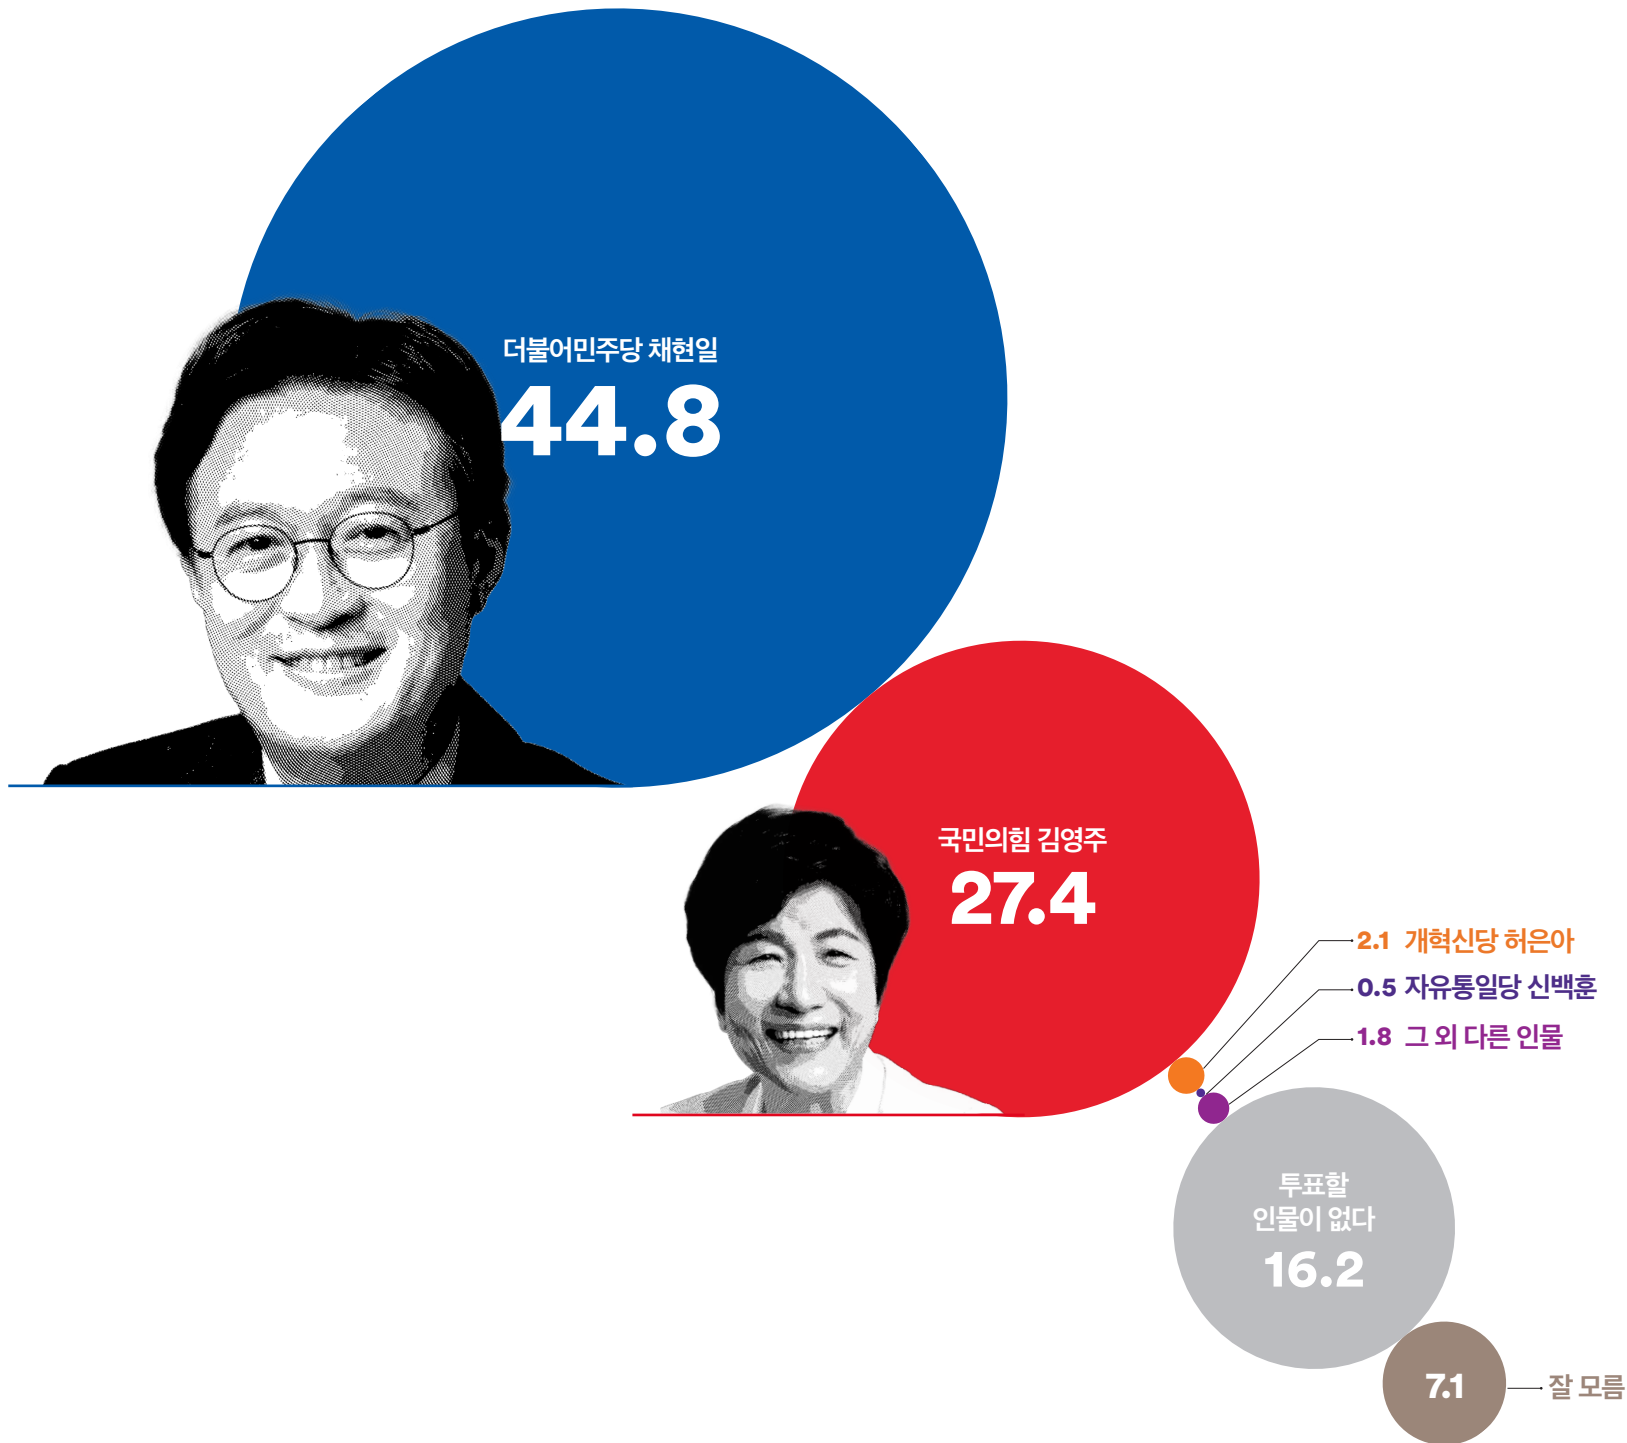 더불어민주당 채현일
44.8
국민의힘 김영주
27.4
2.1 개혁신당 허은아
0.5 자유통일당 신백훈
1.8 그 외 다른 인물
투표할
인물이 없다
16.2
7.1 잘 모름